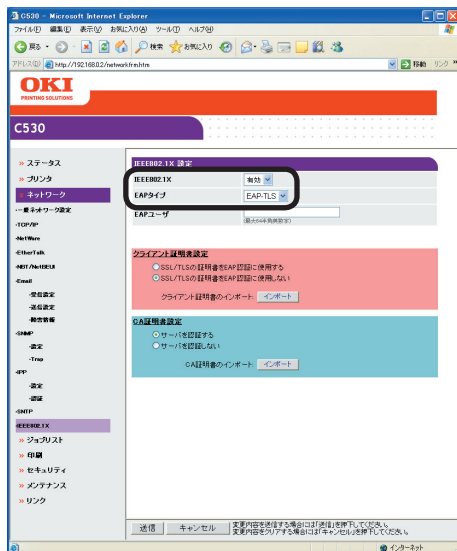 C530 - Microsoft Internet Explorer
ファイル(F) 編集(E) 表示(V) お気に入り(A) ツール(T) ヘルプ(H)
戻る 検索 お気に入り
アドレス(D) http://192.168.0.2/networkfrm.htm 移動 リンク »
OKI
PRINTING SOLUTIONS
C530
» ステータス
» プリンタ
» ネットワーク
-一般ネットワーク設定
-TCP/IP
-NetWare
-EtherTalk
-NBT/NetBEUI
-Email
-受信設定
-送信設定
-障害情報
-SNMP
-設定
-Trap
-IPP
-設定
-認証
-SNTP
-IEEE802.1X
» ジョブリスト
» 印刷
» セキュリティ
» メンテナンス
» リンク
IEEE802.1X 設定
IEEE802.1X 有効
EAPタイプ EAP-TLS
EAPユーザ
(最大64半角英数字)
クライアント証明書設定
SSL/TLSの証明書をEAP認証に使用する
SSL/TLSの証明書をEAP認証に使用しない
クライアント証明書のインポート: インポート
CA証明書設定
サーバを認証する
サーバを認証しない
CA証明書のインポート: インポート
送信 キャンセル
変更内容を送信する場合には「送信」を押下してください。
変更内容をクリアする場合には「キャンセル」を押下してください。
インターネット